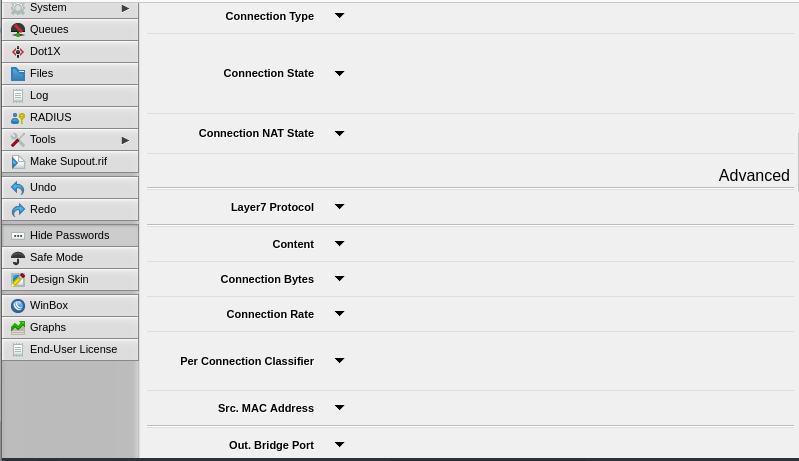 System
Queues
Dot1X
Files
Log
RADIUS
Tools
Make Supout.rif
Undo
Redo
Hide Passwords
Safe Mode
Design Skin
WinBox
Graphs
End-User License
Connection Type
Connection State
Connection NAT State
Advanced
Layer7 Protocol
Content
Connection Bytes
Connection Rate
Per Connection Classifier
Src. MAC Address
Out. Bridge Port